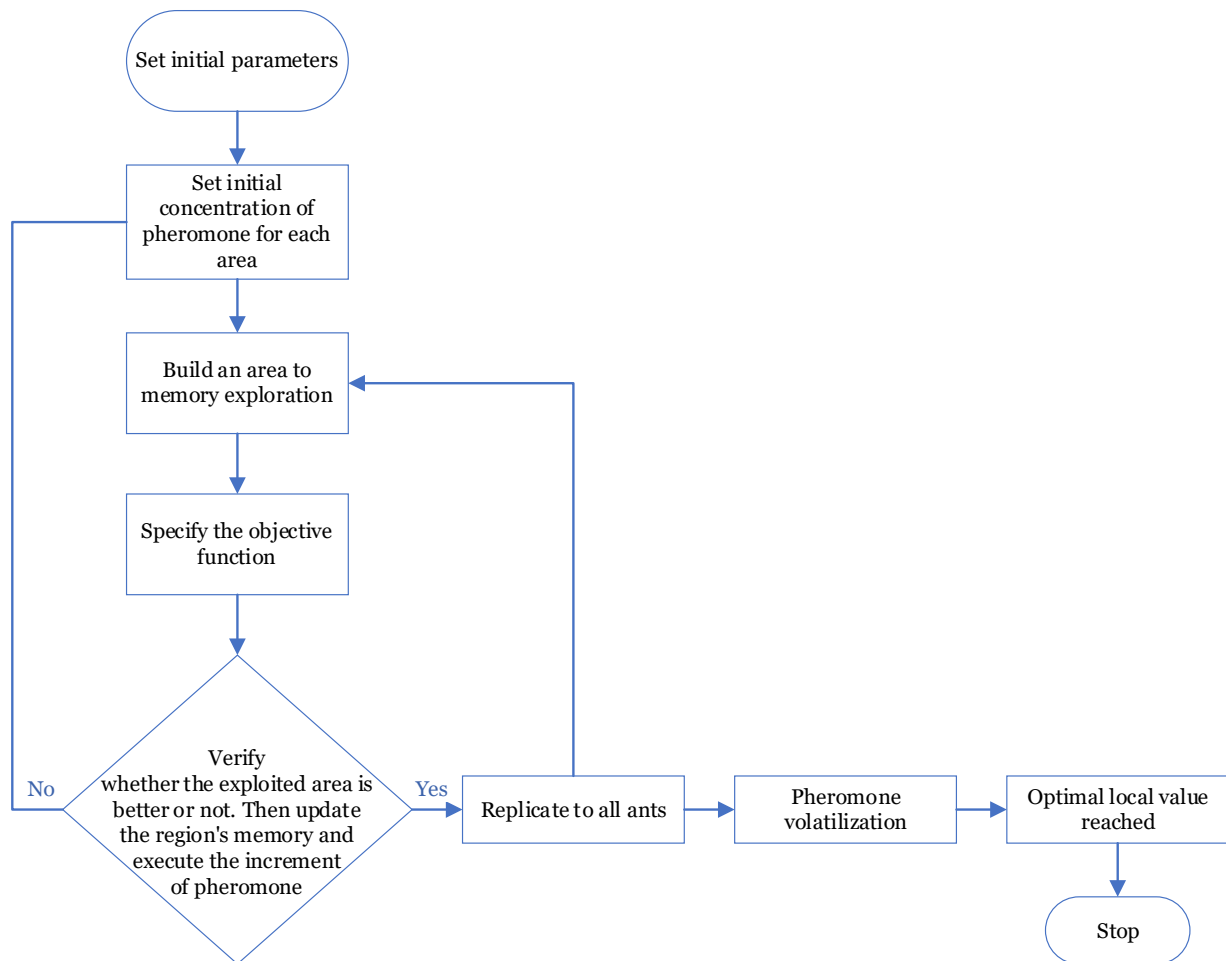 Set initial parameters
Set initial
concentration of
pheromone for each
area
Build an area to
memory exploration
Specify the objective
function
Verify
whether the exploited area is
better or not. Then update
the region's memory and
execute the increment
of pheromone
No
Yes
Replicate to all ants
Pheromone
volatilization
Optimal local value
reached
Stop